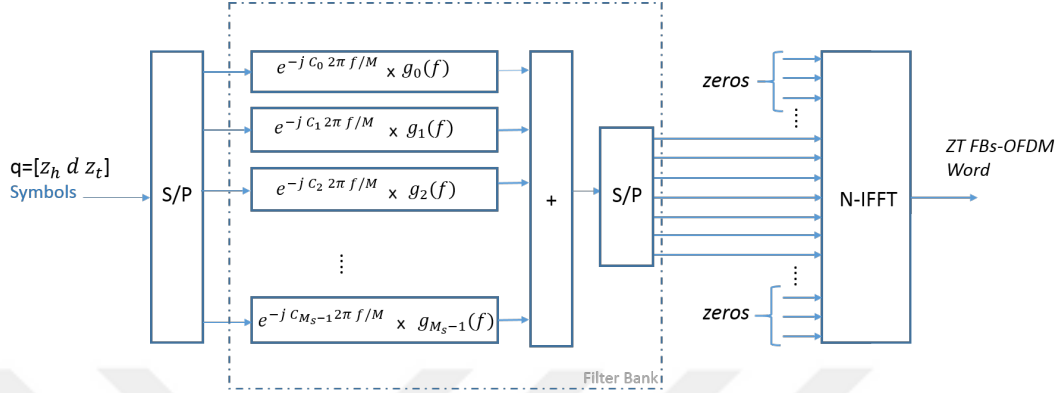 q=[z_h d z_t]
Symbols
S/P
e^{-j C_0 2π f/M} x g_0(f)
e^{-j C_1 2π f/M} x g_1(f)
e^{-j C_2 2π f/M} x g_2(f)
⋮
e^{-j C_{M_s-1} 2π f/M} x g_{M_s-1}(f)
+
S/P
Filter Bank
zeros
⋮
⋮
zeros
N-IFFT
ZT FBs-OFDM
Word